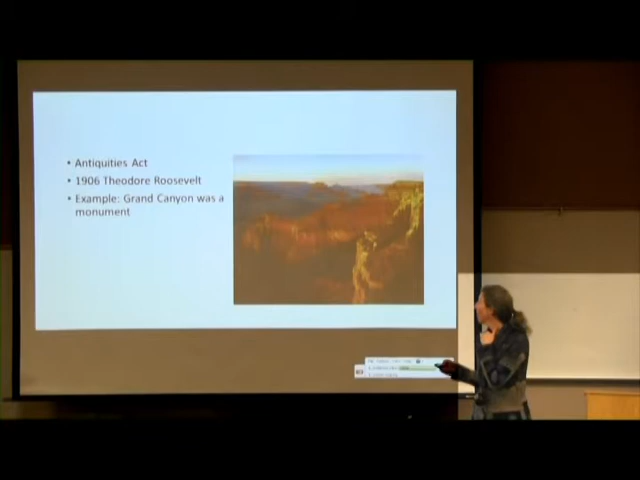 • Antiquities Act
• 1906 Theodore Roosevelt
• Example: Grand Canyon was a
monument